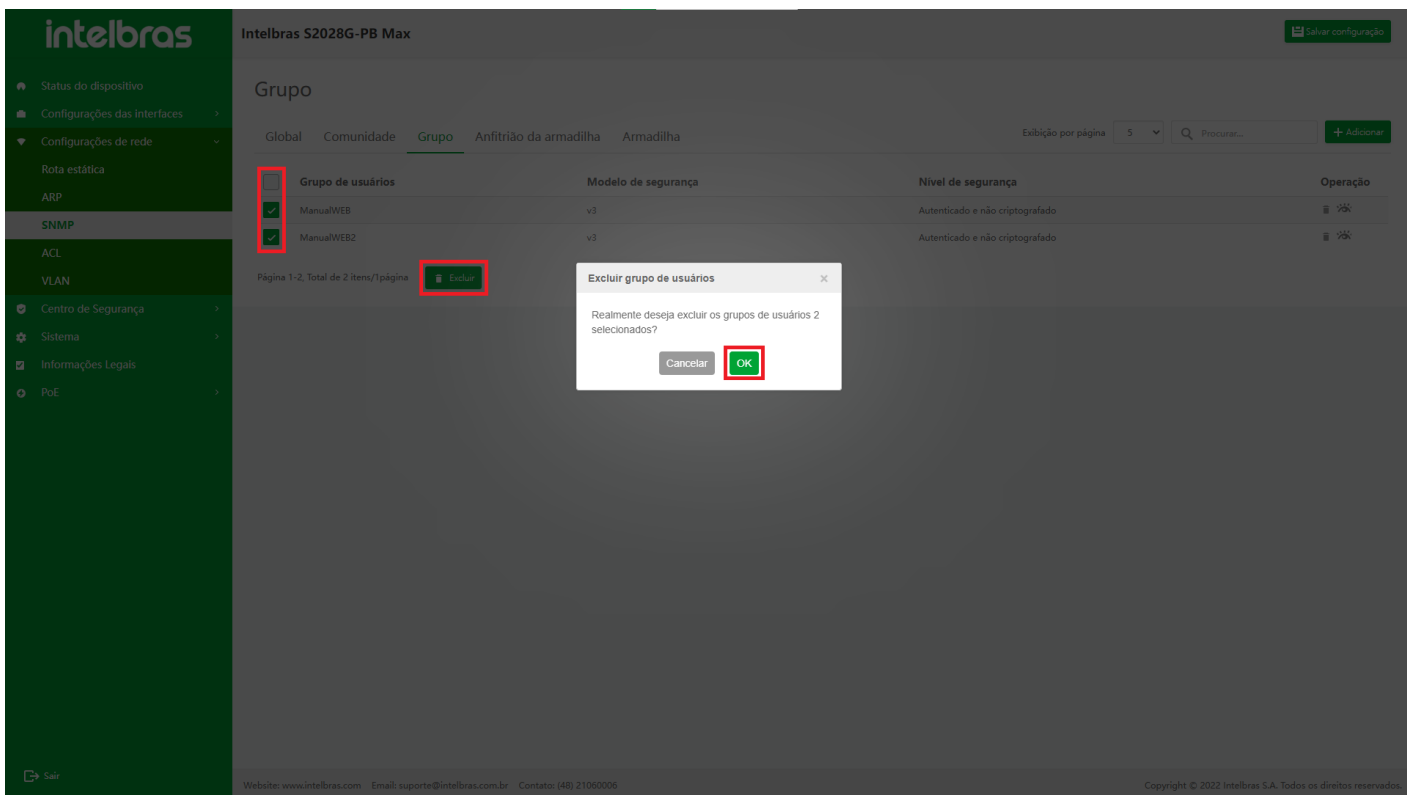 intelbras
Intelbras S2028G-PB Max
Salvar configuração
Status do dispositivo
Configurações das interfaces
Configurações de rede
Rota estática
ARP
SNMP
ACL
VLAN
Centro de Segurança
Sistema
Informações Legais
PoE
Sair
Grupo
Global Comunidade Grupo Anfitrião da armadilha Armadilha
Exibição por página 5 Procurar... + Adicionar
Grupo de usuários Modelo de segurança Nível de segurança Operação
ManualWEB v3 Autenticado e não criptografado
ManualWEB2 v3 Autenticado e não criptografado
Página 1-2, Total de 2 itens/1página Excluir
Excluir grupo de usuários ×
Realmente deseja excluir os grupos de usuários 2
selecionados?
Cancelar OK
Website: www.intelbras.com Email: suporte@intelbras.com.br Contato: (48) 21060006
Copyright © 2022 Intelbras S.A. Todos os direitos reservados.